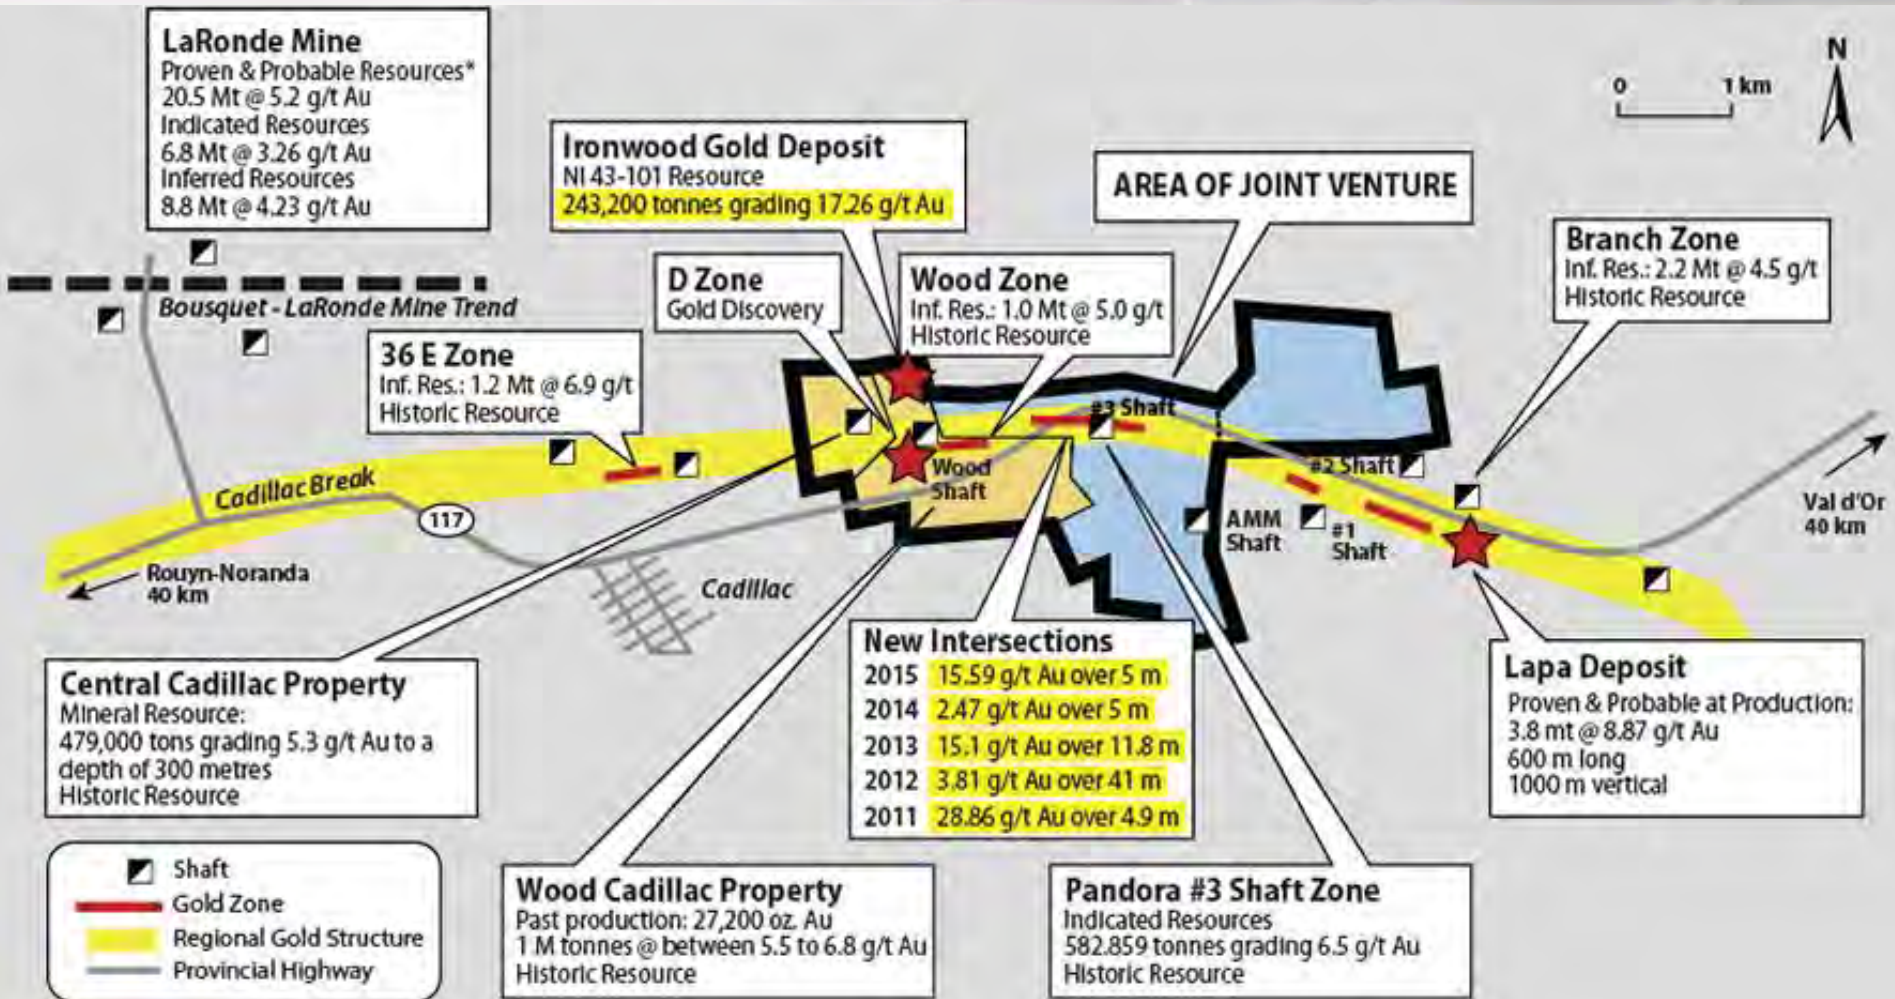 LaRonde Mine
Proven & Probable Resources*
20.5 Mt @ 5.2 g/t Au
Indicated Resources
6.8 Mt @ 3.26 g/t Au
Inferred Resources
8.8 Mt @ 4.23 g/t Au
N
0 1 km
Ironwood Gold Deposit
NI 43-101 Resource
243,200 tonnes grading 17.26 g/t Au
AREA OF JOINT VENTURE
Branch Zone
Inf. Res.: 2.2 Mt @ 4.5 g/t
Historic Resource
D Zone
Gold Discovery
Wood Zone
Inf. Res.: 1.0 Mt @ 5.0 g/t
Historic Resource
Bousquet - LaRonde Mine Trend
36 E Zone
Inf. Res.: 1.2 Mt @ 6.9 g/t
Historic Resource
#3 Shaft
Wood
Shaft
#2 Shaft
Cadillac Break
117
AMM
Shaft
#1
Shaft
Val d'Or
40 km
Rouyn-Noranda
40 km
Cadillac
Central Cadillac Property
Mineral Resource:
479,000 tons grading 5.3 g/t Au to a
depth of 300 metres
Historic Resource
New Intersections
2015 15.59 g/t Au over 5 m
2014 2.47 g/t Au over 5 m
2013 15.1 g/t Au over 11.8 m
2012 3.81 g/t Au over 41 m
2011 28.86 g/t Au over 4.9 m
Lapa Deposit
Proven & Probable at Production:
3.8 mt @ 8.87 g/t Au
600 m long
1000 m vertical
Shaft
Gold Zone
Regional Gold Structure
Provincial Highway
Wood Cadillac Property
Past production: 27,200 oz. Au
1 M tonnes @ between 5.5 to 6.8 g/t Au
Historic Resource
Pandora #3 Shaft Zone
Indicated Resources
582.859 tonnes grading 6.5 g/t Au
Historic Resource